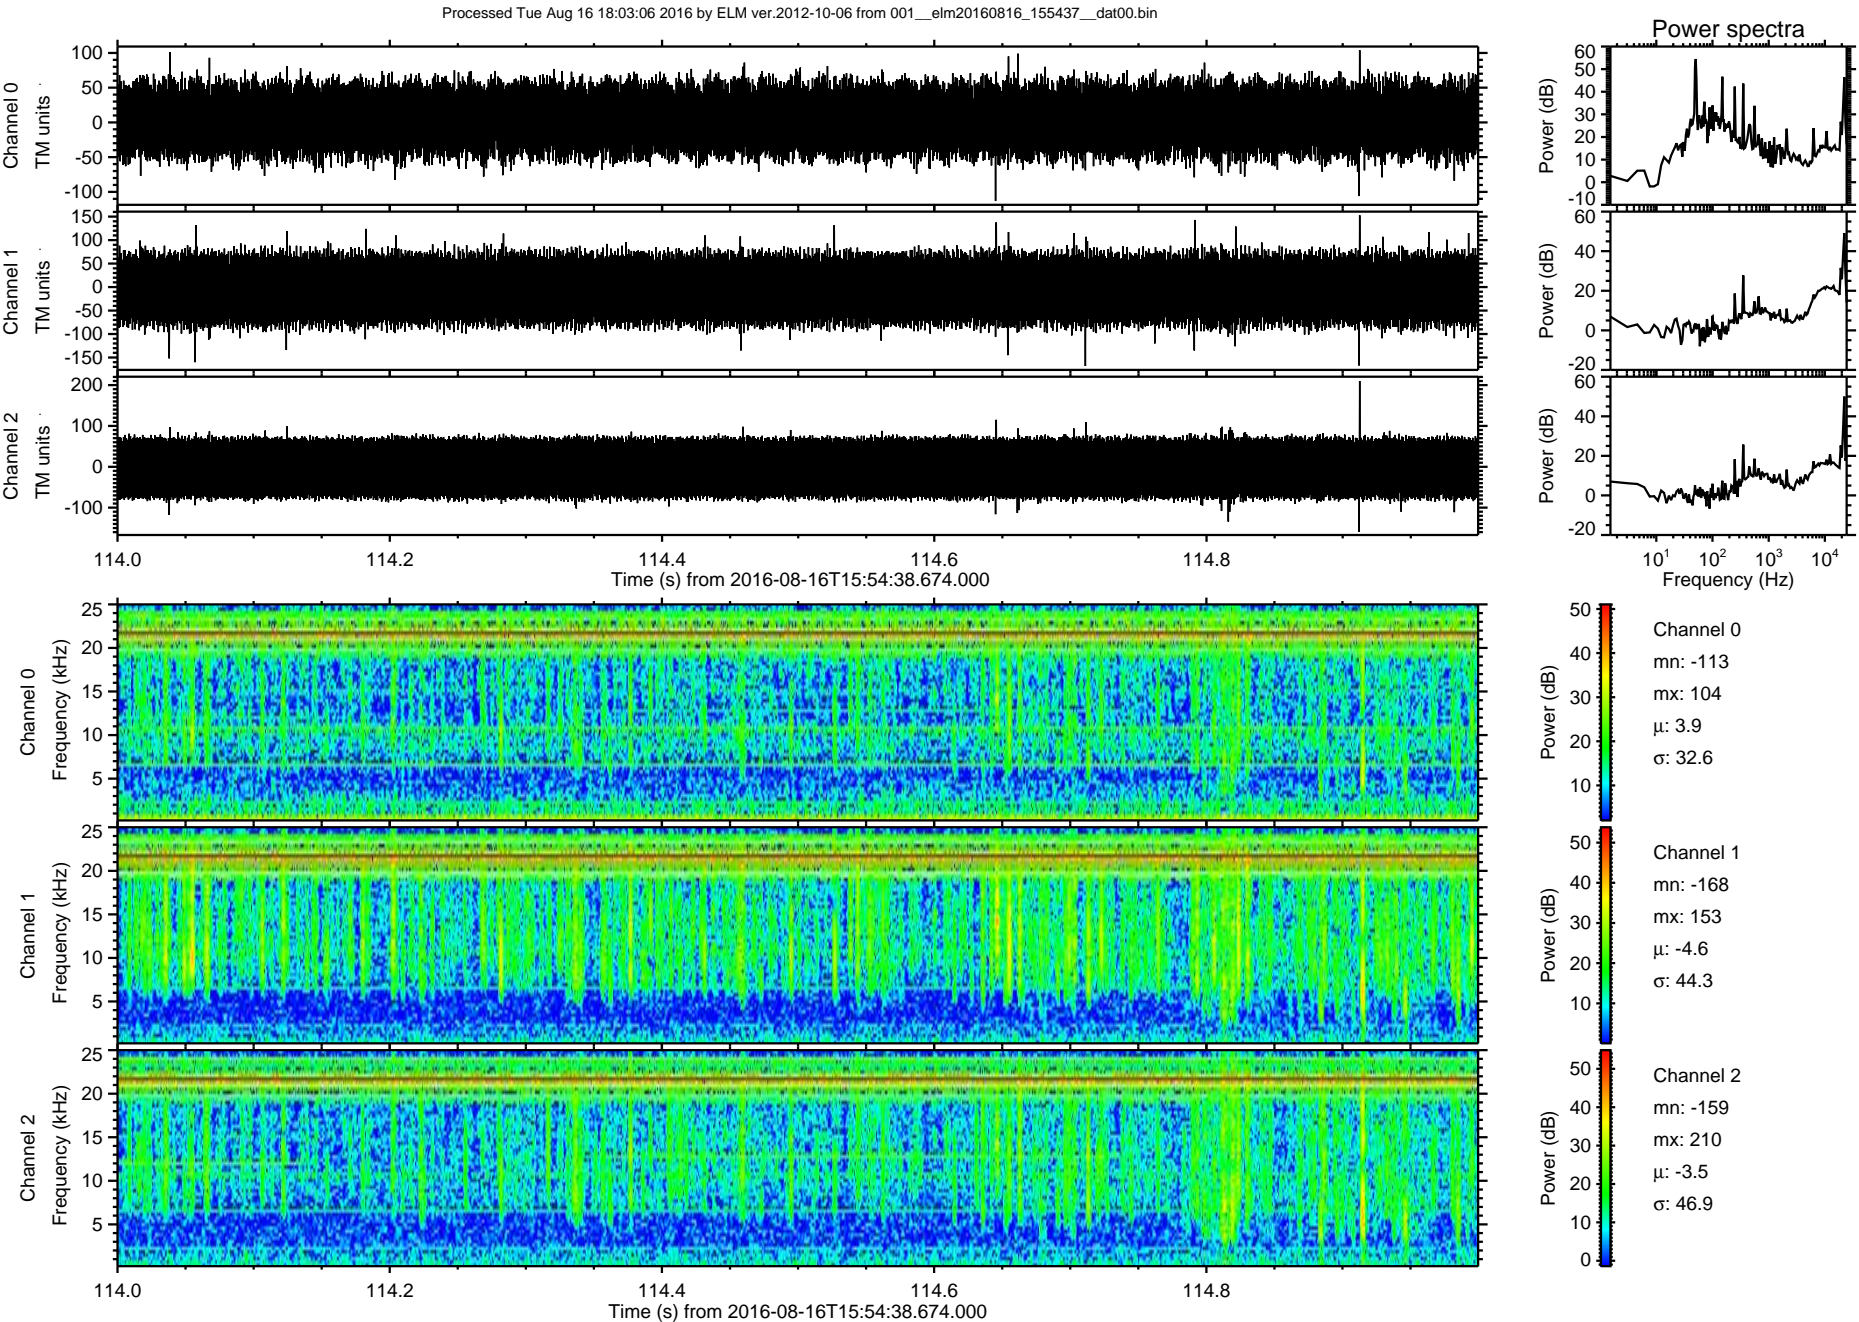 Processed Tue Aug 16 18:03:06 2016 by ELM ver.2012-10-06 from 001__elm20160816_155437__dat00.bin
Power spectra
Channel 0
TM units
100
50
0
-50
-100
Power (dB)
60
50
40
30
20
10
0
-10
Channel 1
TM units
150
100
50
0
-50
-100
-150
Power (dB)
60
40
20
0
-20
Channel 2
TM units
200
100
0
-100
Power (dB)
60
40
20
0
-20
114.0 114.2 114.4 114.6 114.8
Time (s) from 2016-08-16T15:54:38.674.000
10¹ 10² 10³ 10⁴
Frequency (Hz)
Channel 0
Frequency (kHz)
25
20
15
10
5
Power (dB)
50
40
30
20
10
Channel 0
mn: -113
mx: 104
μ: 3.9
σ: 32.6
Channel 1
Frequency (kHz)
25
20
15
10
5
Power (dB)
50
40
30
20
10
Channel 1
mn: -168
mx: 153
μ: -4.6
σ: 44.3
Channel 2
Frequency (kHz)
25
20
15
10
5
Power (dB)
50
40
30
20
10
0
Channel 2
mn: -159
mx: 210
μ: -3.5
σ: 46.9
114.0 114.2 114.4 114.6 114.8
Time (s) from 2016-08-16T15:54:38.674.000